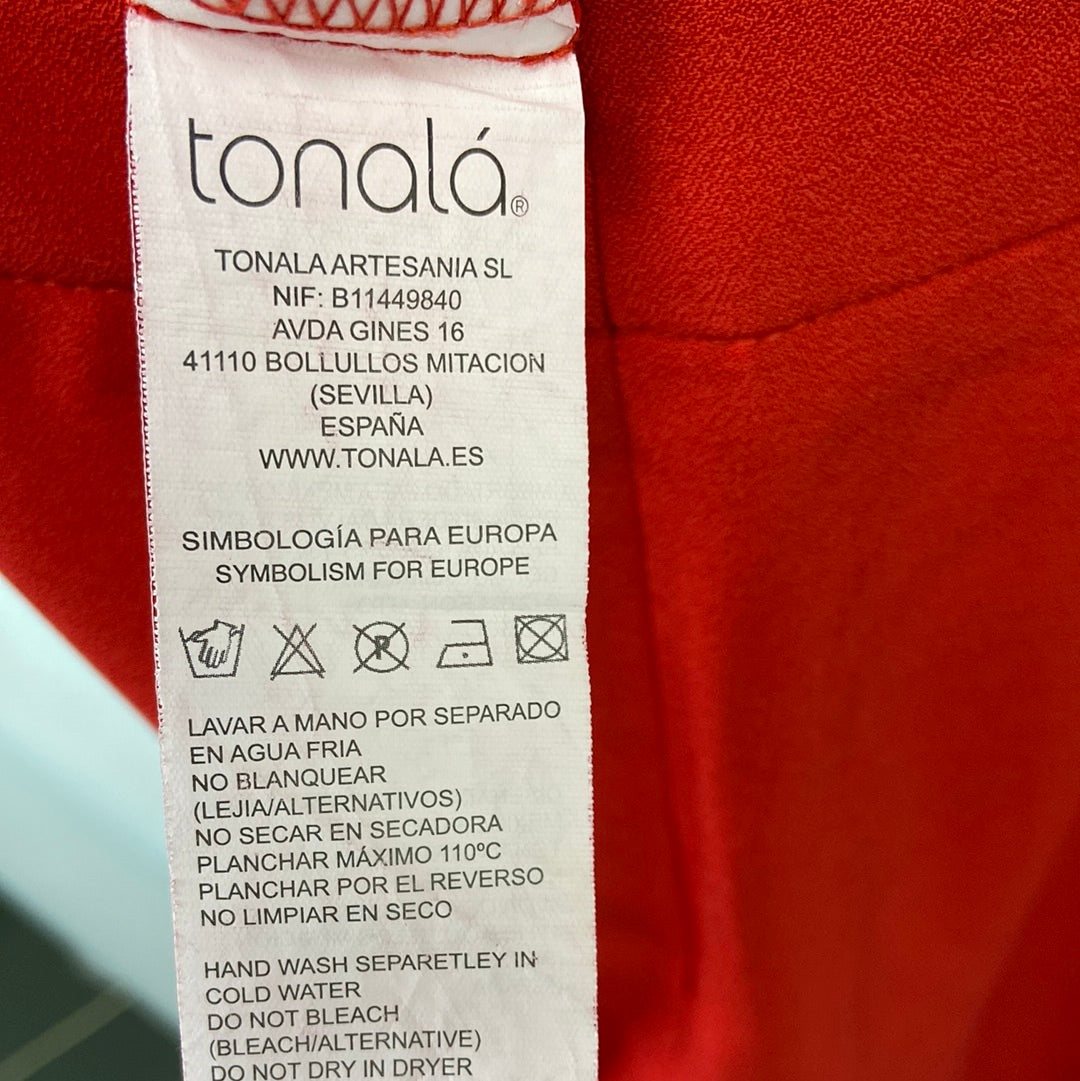 tonalá®
TONALA ARTESANIA SL
NIF: B11449840
AVDA GINES 16
41110 BOLLULLOS MITACION
(SEVILLA)
ESPAÑA
WWW.TONALA.ES
SIMBOLOGÍA PARA EUROPA
SYMBOLISM FOR EUROPE
P
LAVAR A MANO POR SEPARADO
EN AGUA FRIA
NO BLANQUEAR
(LEJIA/ALTERNATIVOS)
NO SECAR EN SECADORA
PLANCHAR MÁXIMO 110ºC
PLANCHAR POR EL REVERSO
NO LIMPIAR EN SECO
HAND WASH SEPARETLEY IN
COLD WATER
DO NOT BLEACH
(BLEACH/ALTERNATIVE)
DO NOT DRY IN DRYER